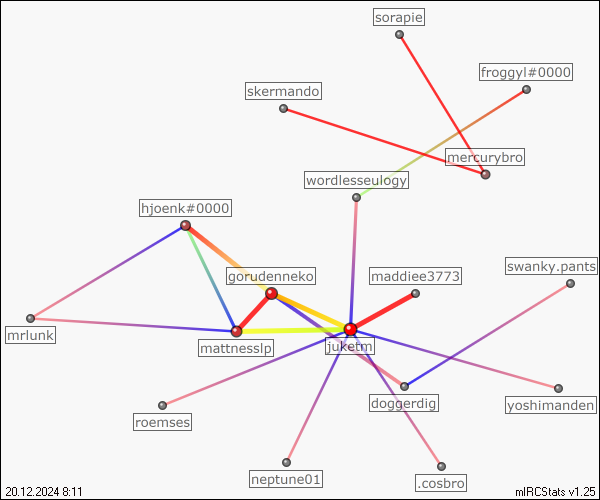 sorapie
froggyl#0000
skermando
mercurybro
wordlesseulogy
hjoenk#0000
swanky.pants
gorudenneko
maddiee3773
mrlunk
mattnesslp
juketm
doggerdig
yoshimanden
roemses
neptune01
.cosbro
20.12.2024 8:11
mIRCStats v1.25